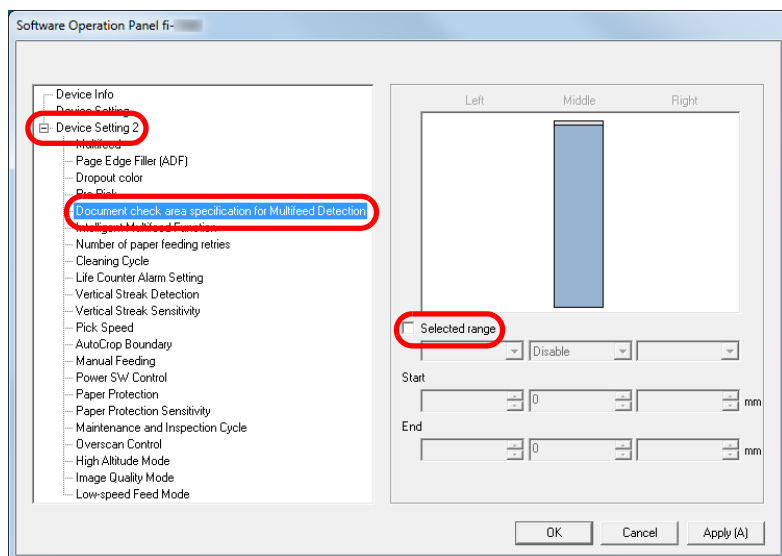 Software Operation Panel fi-
Device Info
Device Setting
Device Setting 2
Multifeed
Page Edge Filler (ADF)
Dropout color
Pre-Pick
Document check area specification for Multifeed Detection
Intelligent Multifeed Function
Number of paper feeding retries
Cleaning Cycle
Life Counter Alarm Setting
Vertical Streak Detection
Vertical Streak Sensitivity
Pick Speed
AutoCrop Boundary
Manual Feeding
Power SW Control
Paper Protection
Paper Protection Sensitivity
Maintenance and Inspection Cycle
Overscan Control
High Altitude Mode
Image Quality Mode
Low-speed Feed Mode
Left Middle Right
Selected range
Disable
Start
0 mm
End
0 mm
OK Cancel Apply (A)